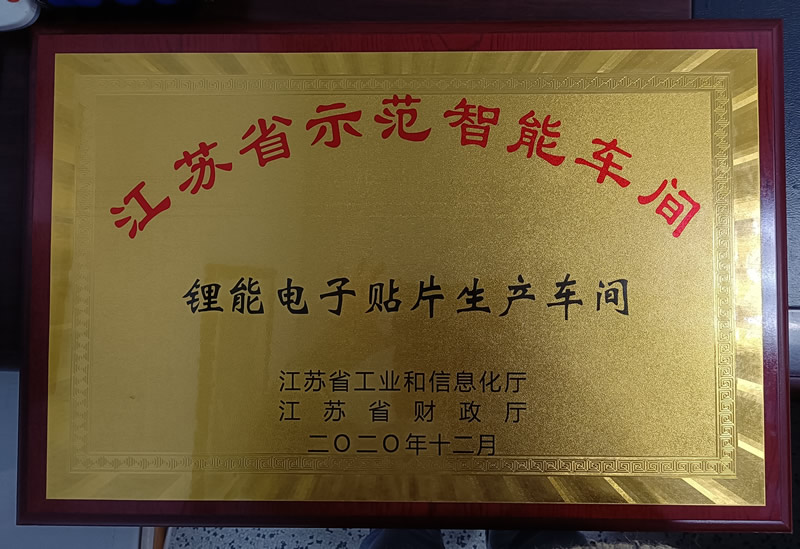 江苏省示范智能车间
锂能电子贴片生产车间
江苏省工业和信息化厅
江苏省财政厅
二〇二〇年十二月